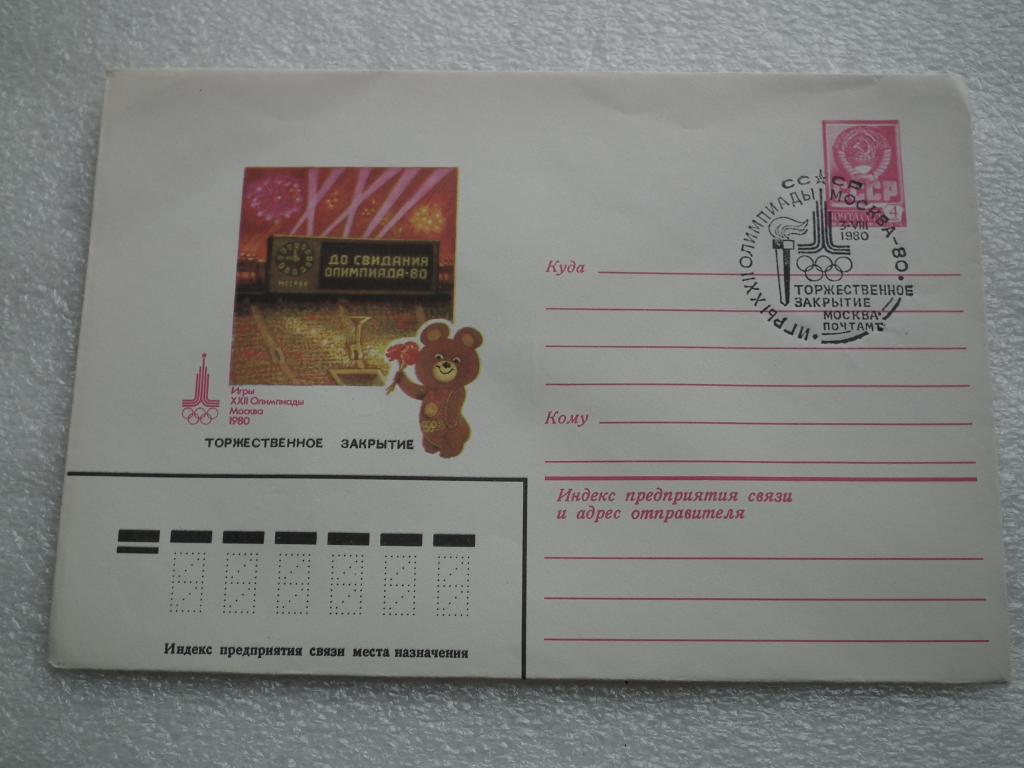 ДО СВИДАНИЯ
ОЛИМПИАДА-80
МОСКВА
Игры
XXII Олимпиады
Москва
1980
ТОРЖЕСТВЕННОЕ ЗАКРЫТИЕ
СССР
ПОЧТА
4
СССР
ИГРЫ XXII ОЛИМПИАДЫ МОСКВА-80
3-VIII
1980
ТОРЖЕСТВЕННОЕ
ЗАКРЫТИЕ
МОСКВА
ПОЧТАМТ
Куда
Кому
Индекс предприятия связи
и адрес отправителя
Индекс предприятия связи места назначения